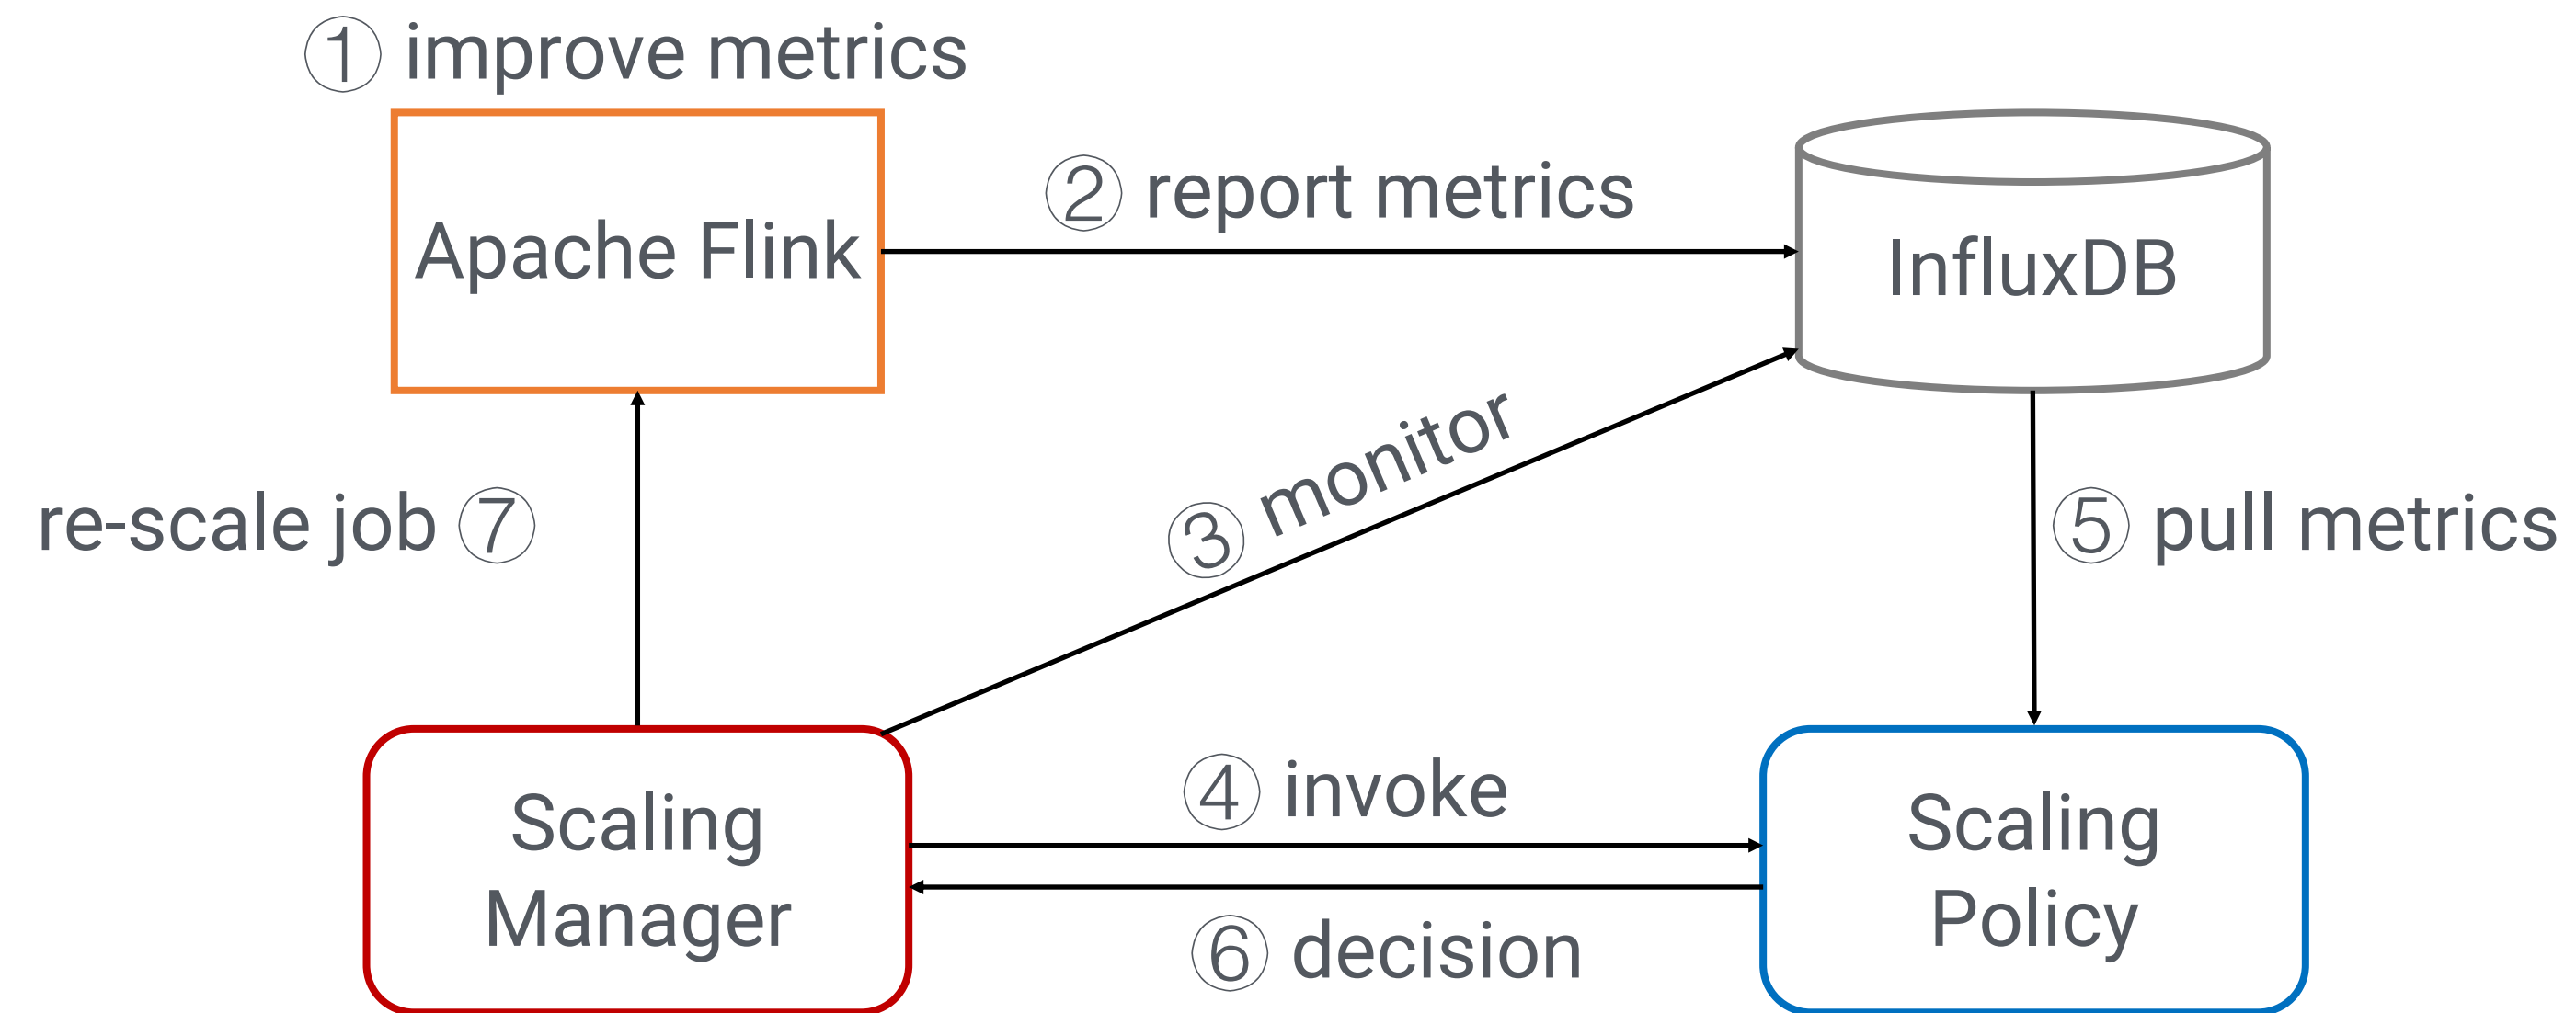 ① improve metrics
Apache Flink
② report metrics
InfluxDB
③ monitor
re-scale job ⑦
⑤ pull metrics
④ invoke
Scaling
Manager
Scaling
Policy
⑥ decision